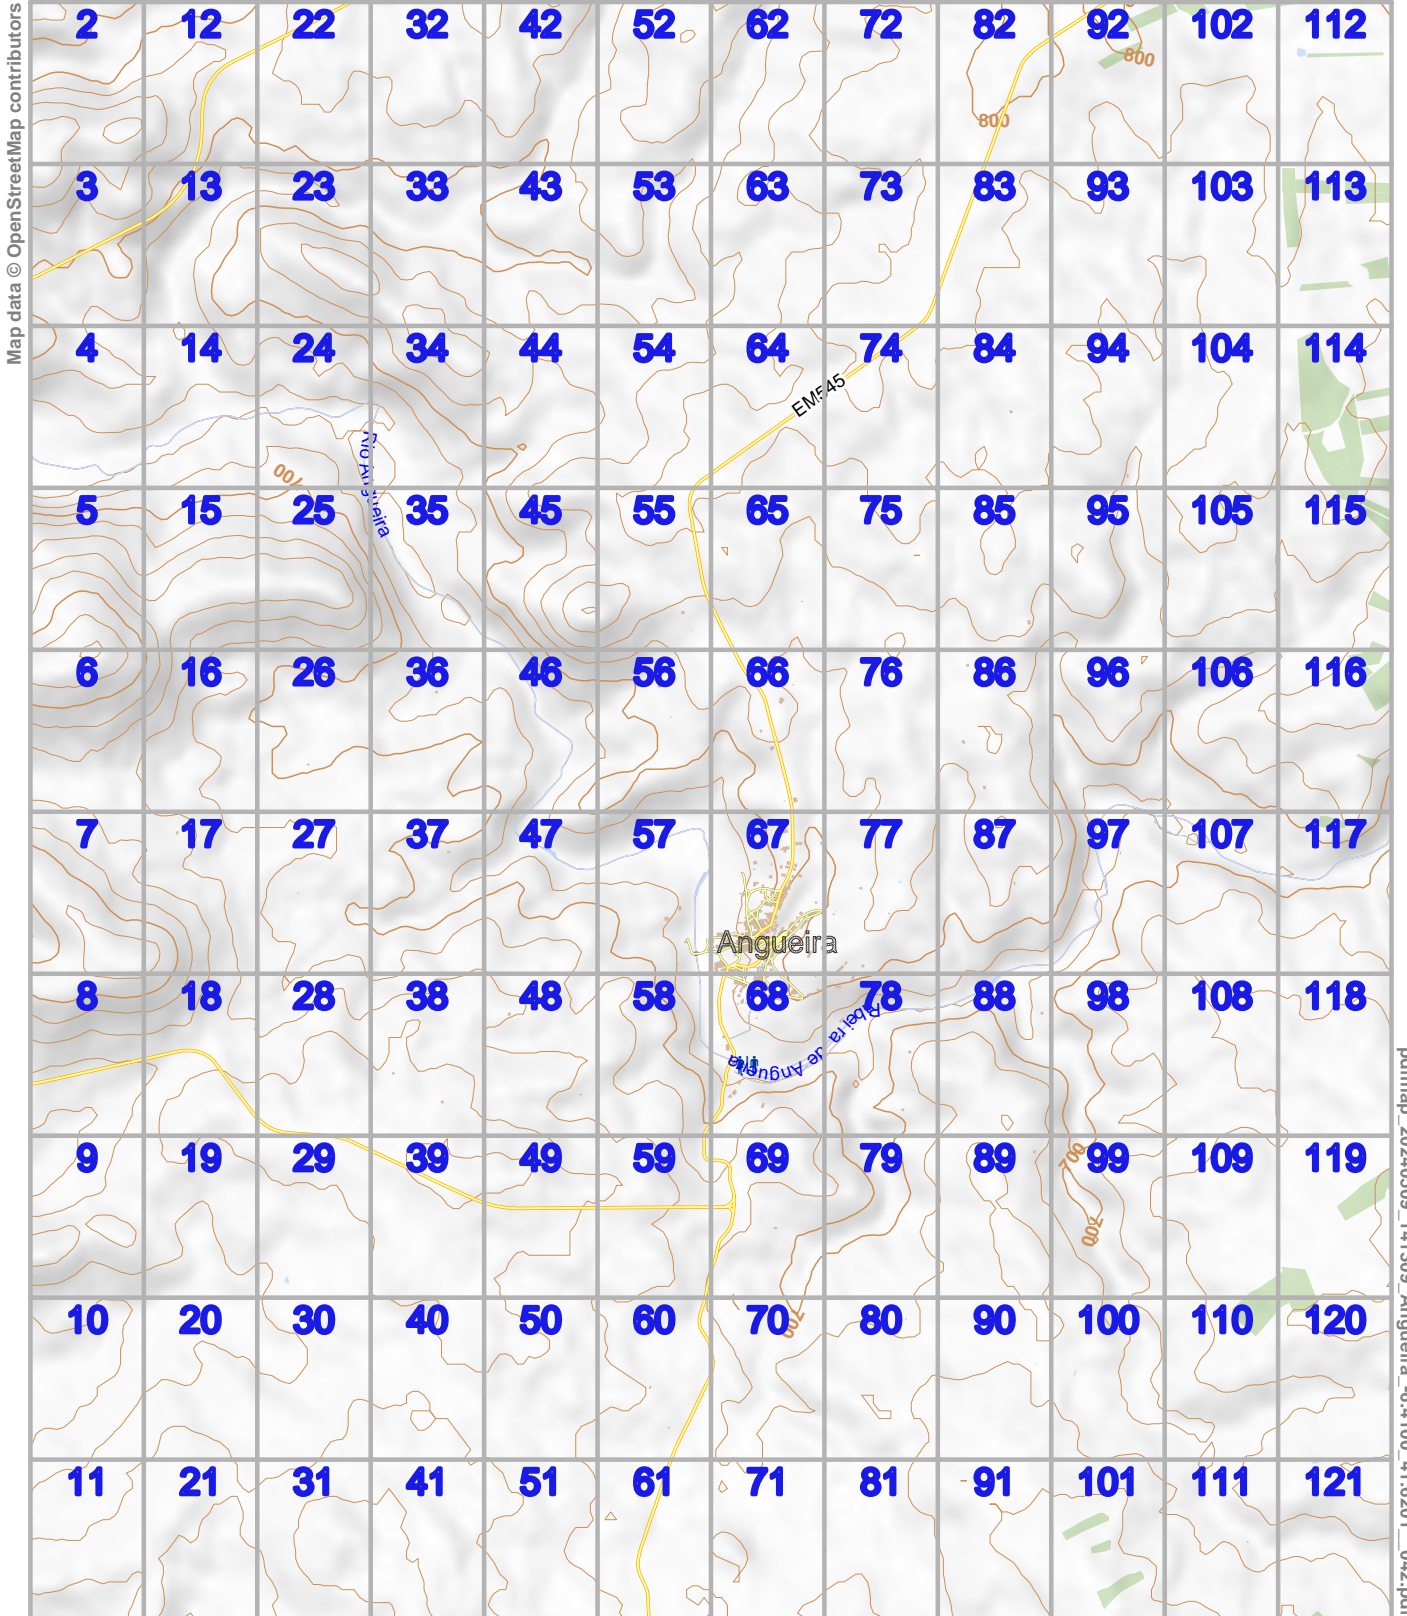 Map data © OpenStreetMap contributors
2 12 22 32 42 52 62 72 82 92 102 112
800
800
3 13 23 33 43 53 63 73 83 93 103 113
4 14 24 34 44 54 64 74 84 94 104 114
EM545
Rio Angueira
700
5 15 25 35 45 55 65 75 85 95 105 115
6 16 26 36 46 56 66 76 86 96 106 116
7 17 27 37 47 57 67 77 87 97 107 117
Angueira
8 18 28 38 48 58 68 78 88 98 108 118
Ribeira de Angueira
9 19 29 39 49 59 69 79 89 99 109 119
700
700
10 20 30 40 50 60 70 80 90 100 110 120
700
11 21 31 41 51 61 71 81 91 101 111 121